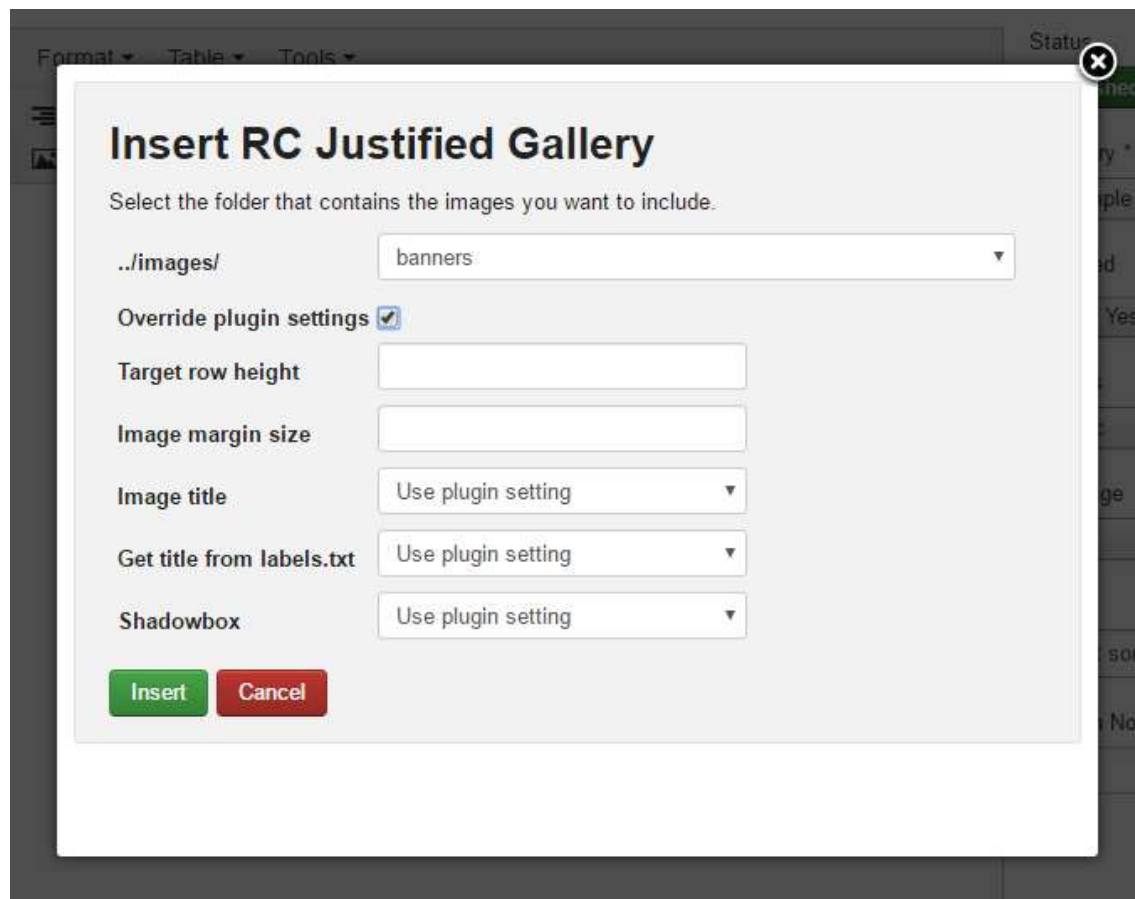 Format Table Tools
Status
Insert RC Justified Gallery
Select the folder that contains the images you want to include.
../images/ banners
Override plugin settings
Target row height
Image margin size
Image title Use plugin setting
Get title from labels.txt Use plugin setting
Shadowbox Use plugin setting
Insert Cancel
Yes
No